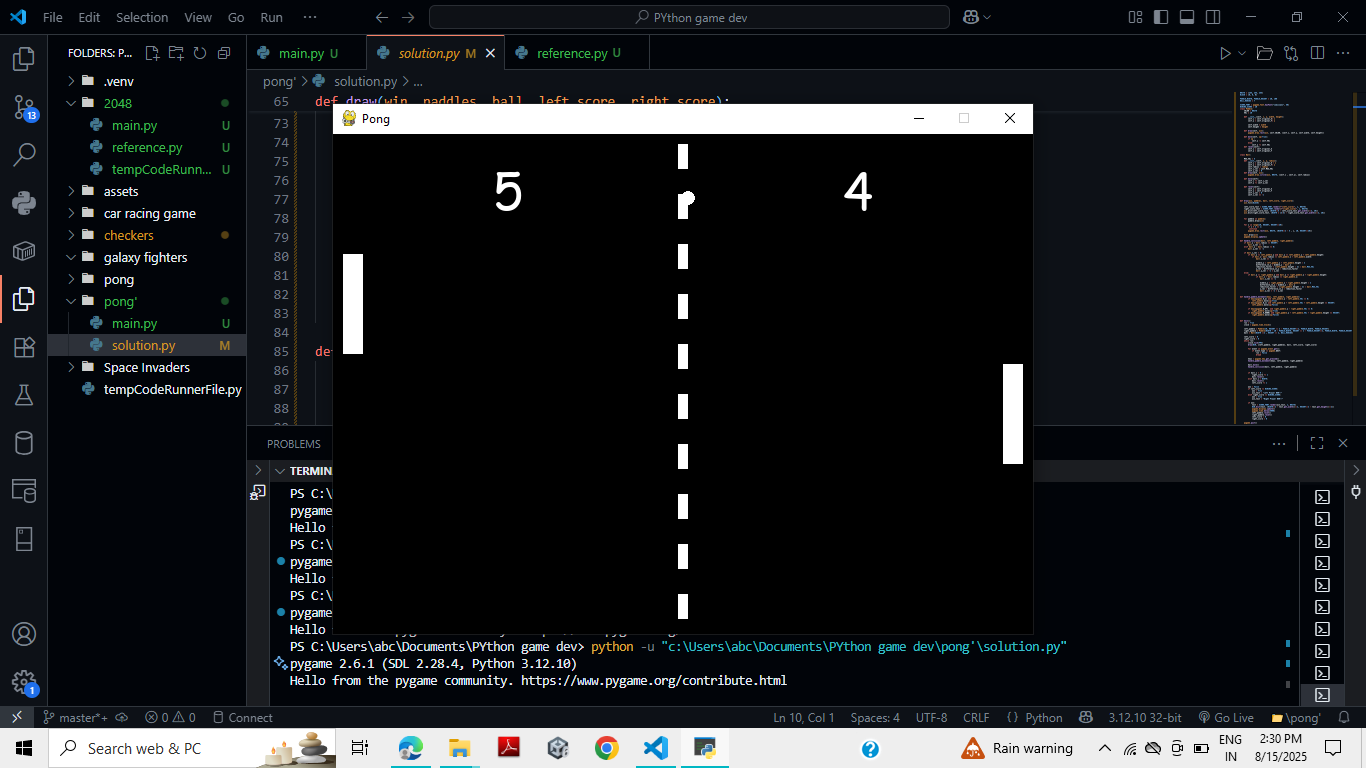 File Edit Selection View Go Run ··· PYthon game dev
FOLDERS: P... main.py U solution.py M reference.py U
pong' > solution.py > ...
.venv
2048
main.py U
reference.py U
tempCodeRunn... U
assets
car racing game
checkers
galaxy fighters
pong
pong'
main.py U
solution.py M
Space Invaders
tempCodeRunnerFile.py
13
1
65 def draw(win, paddles, ball, left_score, right_score):
73
74
75
76
77
78
79
80
81
82
83
84
85 de
86
87
88
Pong
5 4
PROBLEMS
TERMIN
PS C:\
pygame
Hello
PS C:\
pygame
Hello
PS C:\
pygame
Hello
PS C:\Users\abc\Documents\PYthon game dev> python -u "c:\Users\abc\Documents\PYthon game dev\pong'\solution.py"
pygame 2.6.1 (SDL 2.28.4, Python 3.12.10)
Hello from the pygame community. https://www.pygame.org/contribute.html
master*+ 0 0 Connect Ln 10, Col 1 Spaces: 4 UTF-8 CRLF {} Python 3.12.10 32-bit Go Live \pong'
Search web & PC Rain warning ENG IN 2:30 PM 8/15/2025